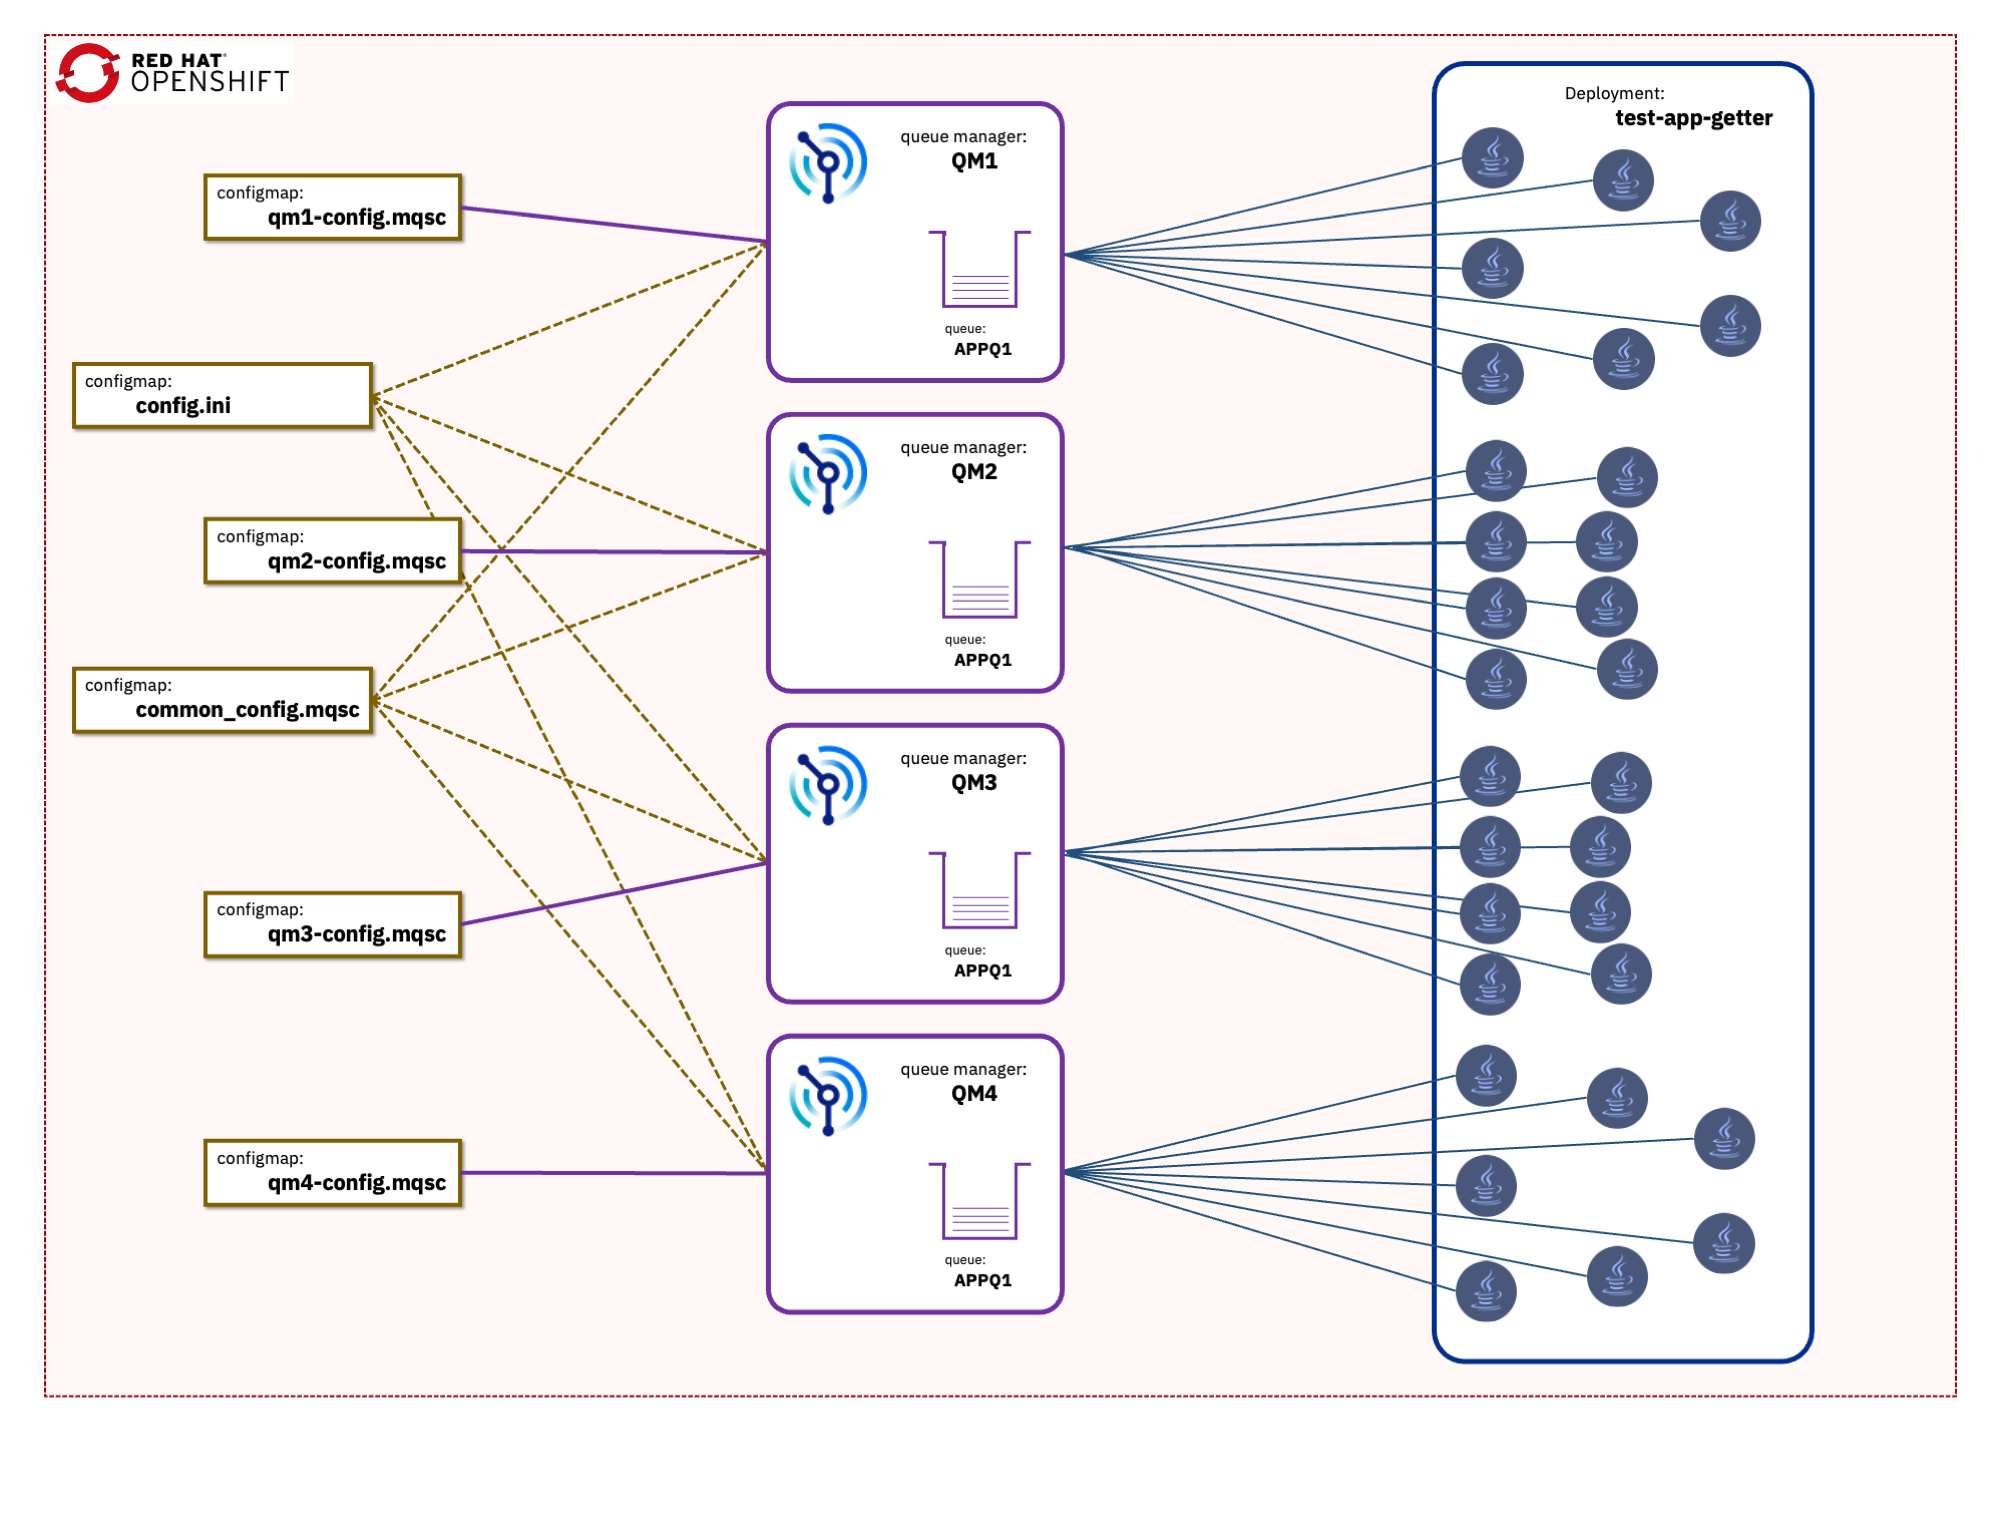 RED HAT®
OPENSHIFT
configmap:
qm1-config.mqsc
configmap:
config.ini
configmap:
qm2-config.mqsc
configmap:
common_config.mqsc
configmap:
qm3-config.mqsc
configmap:
qm4-config.mqsc
queue manager:
QM1
queue:
APPQ1
queue manager:
QM2
queue:
APPQ1
queue manager:
QM3
queue:
APPQ1
queue manager:
QM4
queue:
APPQ1
Deployment:
test-app-getter